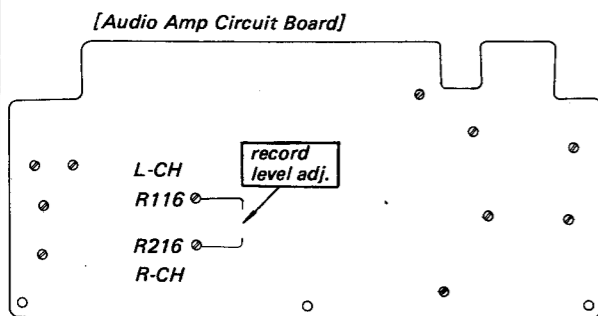 [Audio Amp Circuit Board]
record
level adj.
L-CH
R116
R216
R-CH